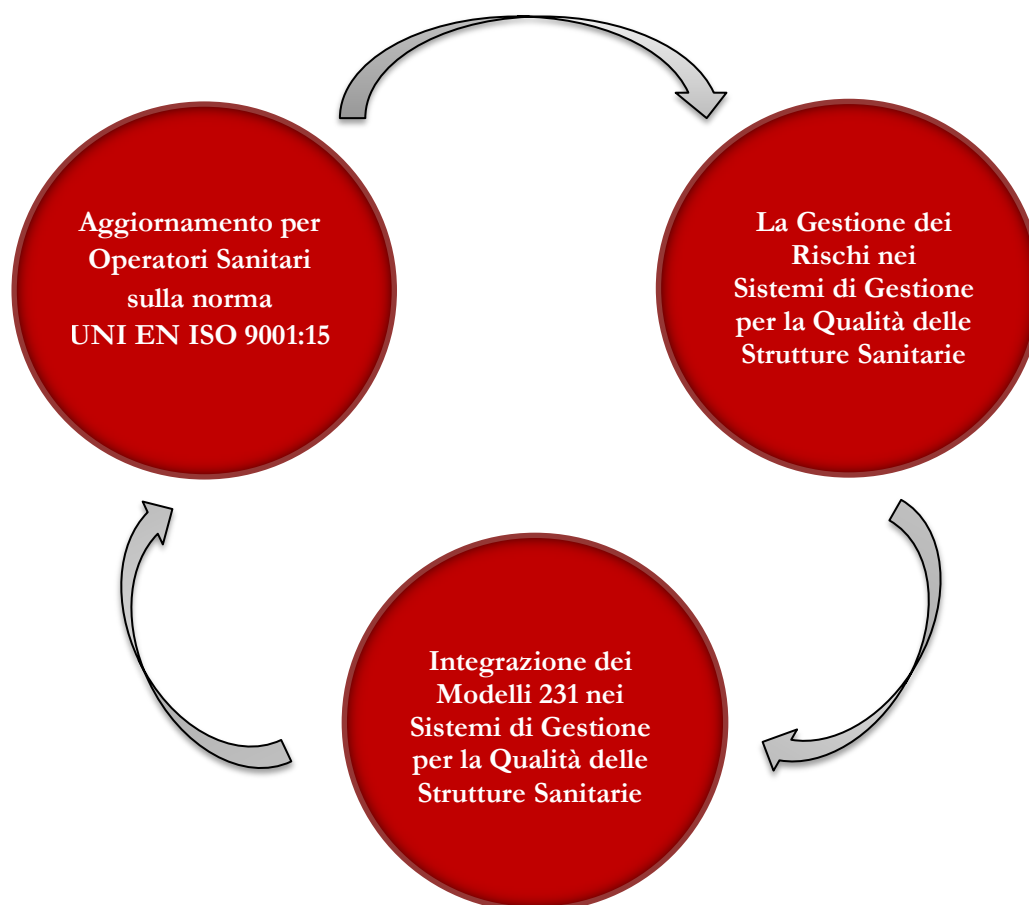 Aggiornamento per
Operatori Sanitari
sulla norma
UNI EN ISO 9001:15
La Gestione dei
Rischi nei
Sistemi di Gestione
per la Qualità delle
Strutture Sanitarie
Integrazione dei
Modelli 231 nei
Sistemi di Gestione
per la Qualità delle
Strutture Sanitarie